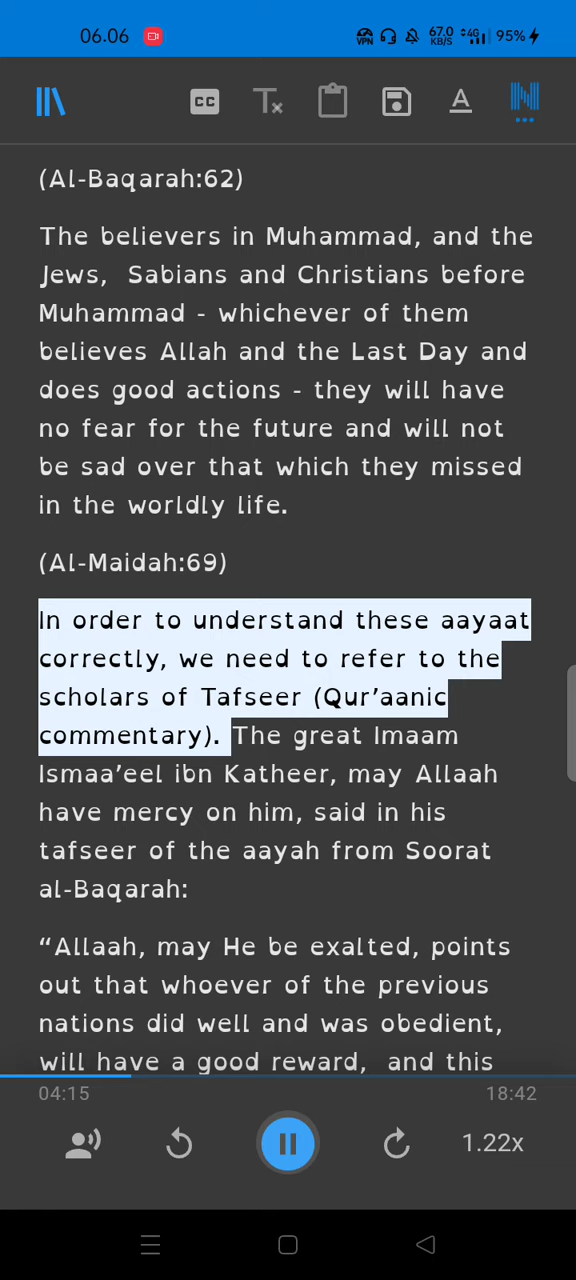 06.06
VPN
67.0
KB/S
4G
95%
CC
(Al-Baqarah:62)
The believers in Muhammad, and the
Jews,  Sabians and Christians before
Muhammad - whichever of them
believes Allah and the Last Day and
does good actions - they will have
no fear for the future and will not
be sad over that which they missed
in the worldly life.
(Al-Maidah:69)
In order to understand these aayaat
correctly, we need to refer to the
scholars of Tafseer (Qur’aanic
commentary). The great Imaam
Ismaa’eel ibn Katheer, may Allaah
have mercy on him, said in his
tafseer of the aayah from Soorat
al-Baqarah:
“Allaah, may He be exalted, points
out that whoever of the previous
nations did well and was obedient,
will have a good reward,  and this
04:15
18:42
1.22x